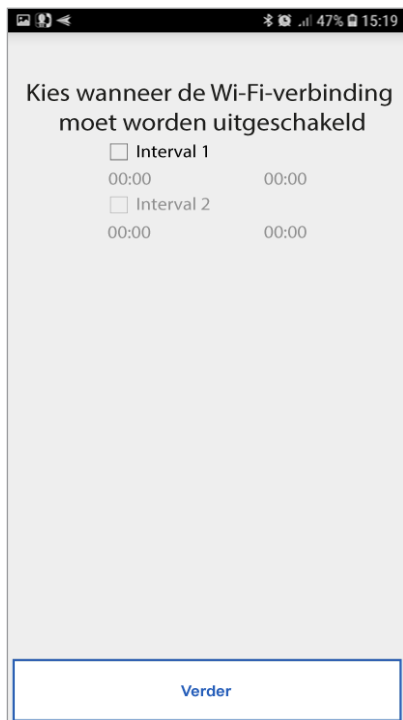 47% 15:19
Kies wanneer de Wi-Fi-verbinding
moet worden uitgeschakeld
Interval 1
00:00 00:00
Interval 2
00:00 00:00
Verder